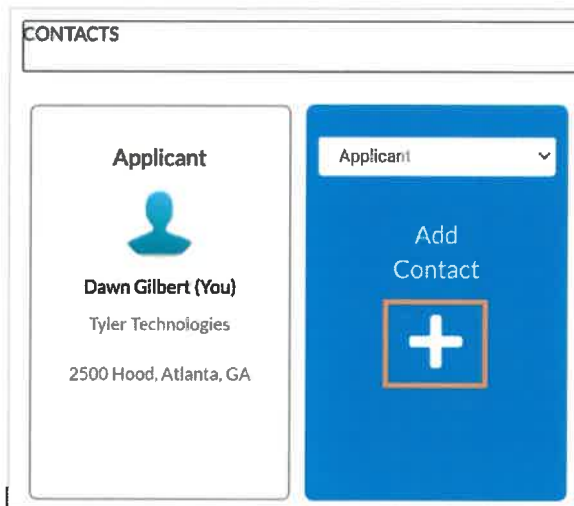 CONTACTS
Applicant
Dawn Gilbert (You)
Tyler Technologies
2500 Hood, Atlanta, GA
Applicant
Add
Contact